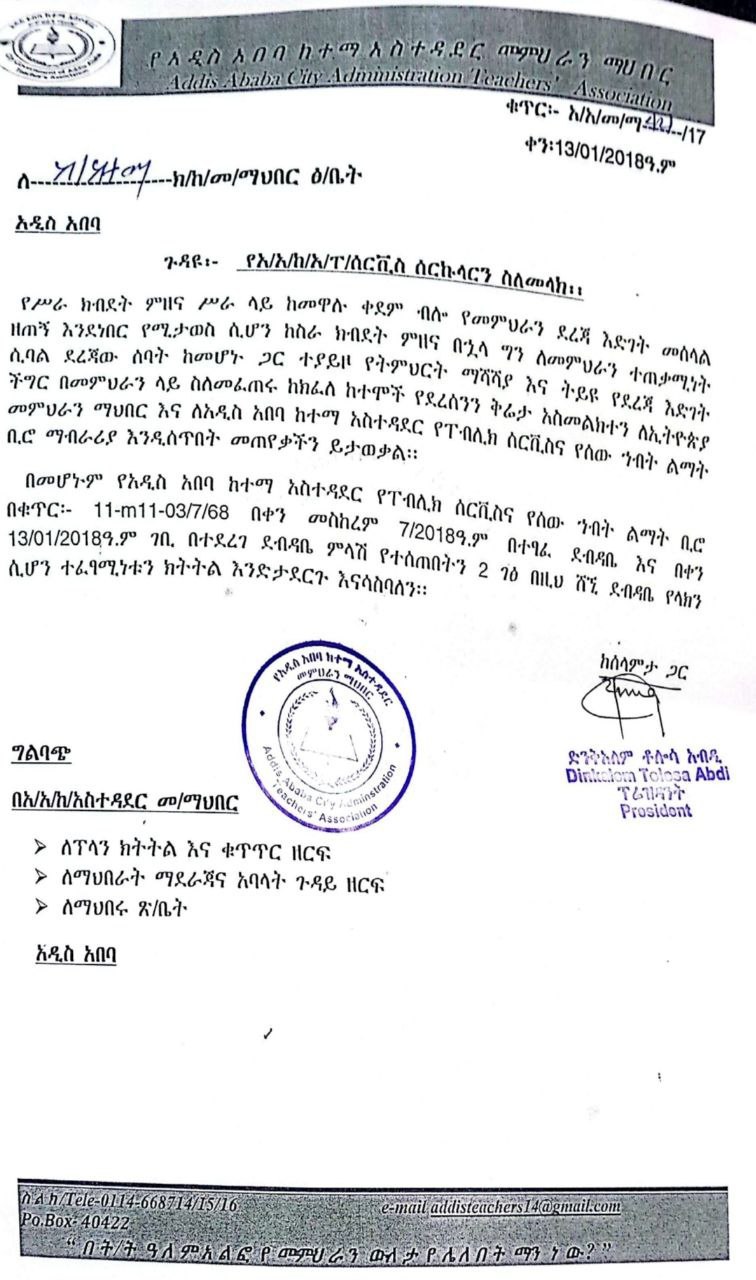 የአዲስ አበባ ከተማ አስተዳደር መምህራን ማህበር
Addis Ababa City Administration Teachers' Association
ቁጥር፡- አ/አ/መ/ማ-/17
ቀን፡13/01/2018ዓ.ም
ለ-ክ/ከ/መ/ማህበር ዕ/ቤት
አዲስ አበባ
ጉዳዩ፡- የአ/አ/ከ/አ/ፐ/ሰርቪስ ሰርኩላርን ስለመላክ፡፡
የሥራ ክብደት ምዘና ሥራ ላይ ከመዋሉ ቀደም ብሎ የመምህራን ደረጃ እድገት መሰላል
ዘጠኝ እንደነበር የሚታወስ ሲሆን ከስራ ክብደት ምዘና በኂላ ግን ለመምህራን ተጠቃሚነት
ሲባል ደረጃው ሰባት ከመሆኑ ጋር ተያይዞ የትምህርት ማሻሻያ እና ትይዩ የደረጃ እድገት
ችግር በመምህራን ላይ ስለመፈጠሩ ከክፈለ ከተሞች የደረሰንን ቅሬታ አስመልክተን ለኢትዮጵያ
መምህራን ማህበር እና ለአዲስ አበባ ከተማ አስተዳደር የፐብሊክ ሰርቪስና የሰው ኀብት ልማት
ቢሮ ማብራሪያ እንዲሰጥበት መጠየቃችን ይታወቃል፡፡
በመሆኑም የአዲስ አበባ ከተማ አስተዳደር የፐብሊክ ሰርቪስና የሰው ኀብት ልማት ቢሮ
በቁጥር፡- 11-m11-03/7/68 በቀን መስከረም 7/2018ዓ.ም በተፃፈ ደብዳቤ እና በቀን
13/01/2018ዓ.ም ገቢ በተደረገ ደብዳቤ ምላሽ የተሰጠበትን 2 ገፅ በዚህ ሸኚ ደብዳቤ የላክን
ሲሆን ተፈፃሚነቱን ክትትል እንድታደርጉ እናሳስባለን፡፡
ከሰላምታ ጋር
ድንቅአለም ቶሎሳ አብዲ
Dinkalem Tolosa Abdi
ፕሬዝዳንት
Prosident
የአዲስ አበባ ከተማ አስተዳደር
መምህራን ማህበር
Addis Ababa City Adminstration
Teachers' Association
ግልባጭ
በአ/አ/ከ/አስተዳደር መ/ማህበር
➢ ለፕላን ክትትል እና ቁጥጥር ዘርፍ
➢ ለማህበራት ማደራጃና አባላት ጉዳይ ዘርፍ
➢ ለማህበሩ ጽ/ቤት
አዲስ አበባ
ስልክ/Tele-0114-668714/15/16
e-mail addisteachers14@gmail.com
Po.Box- 40422
“በት/ት ዓለም አልፎ የመምህራን ውለታ የሌለበት ማን ነው?”